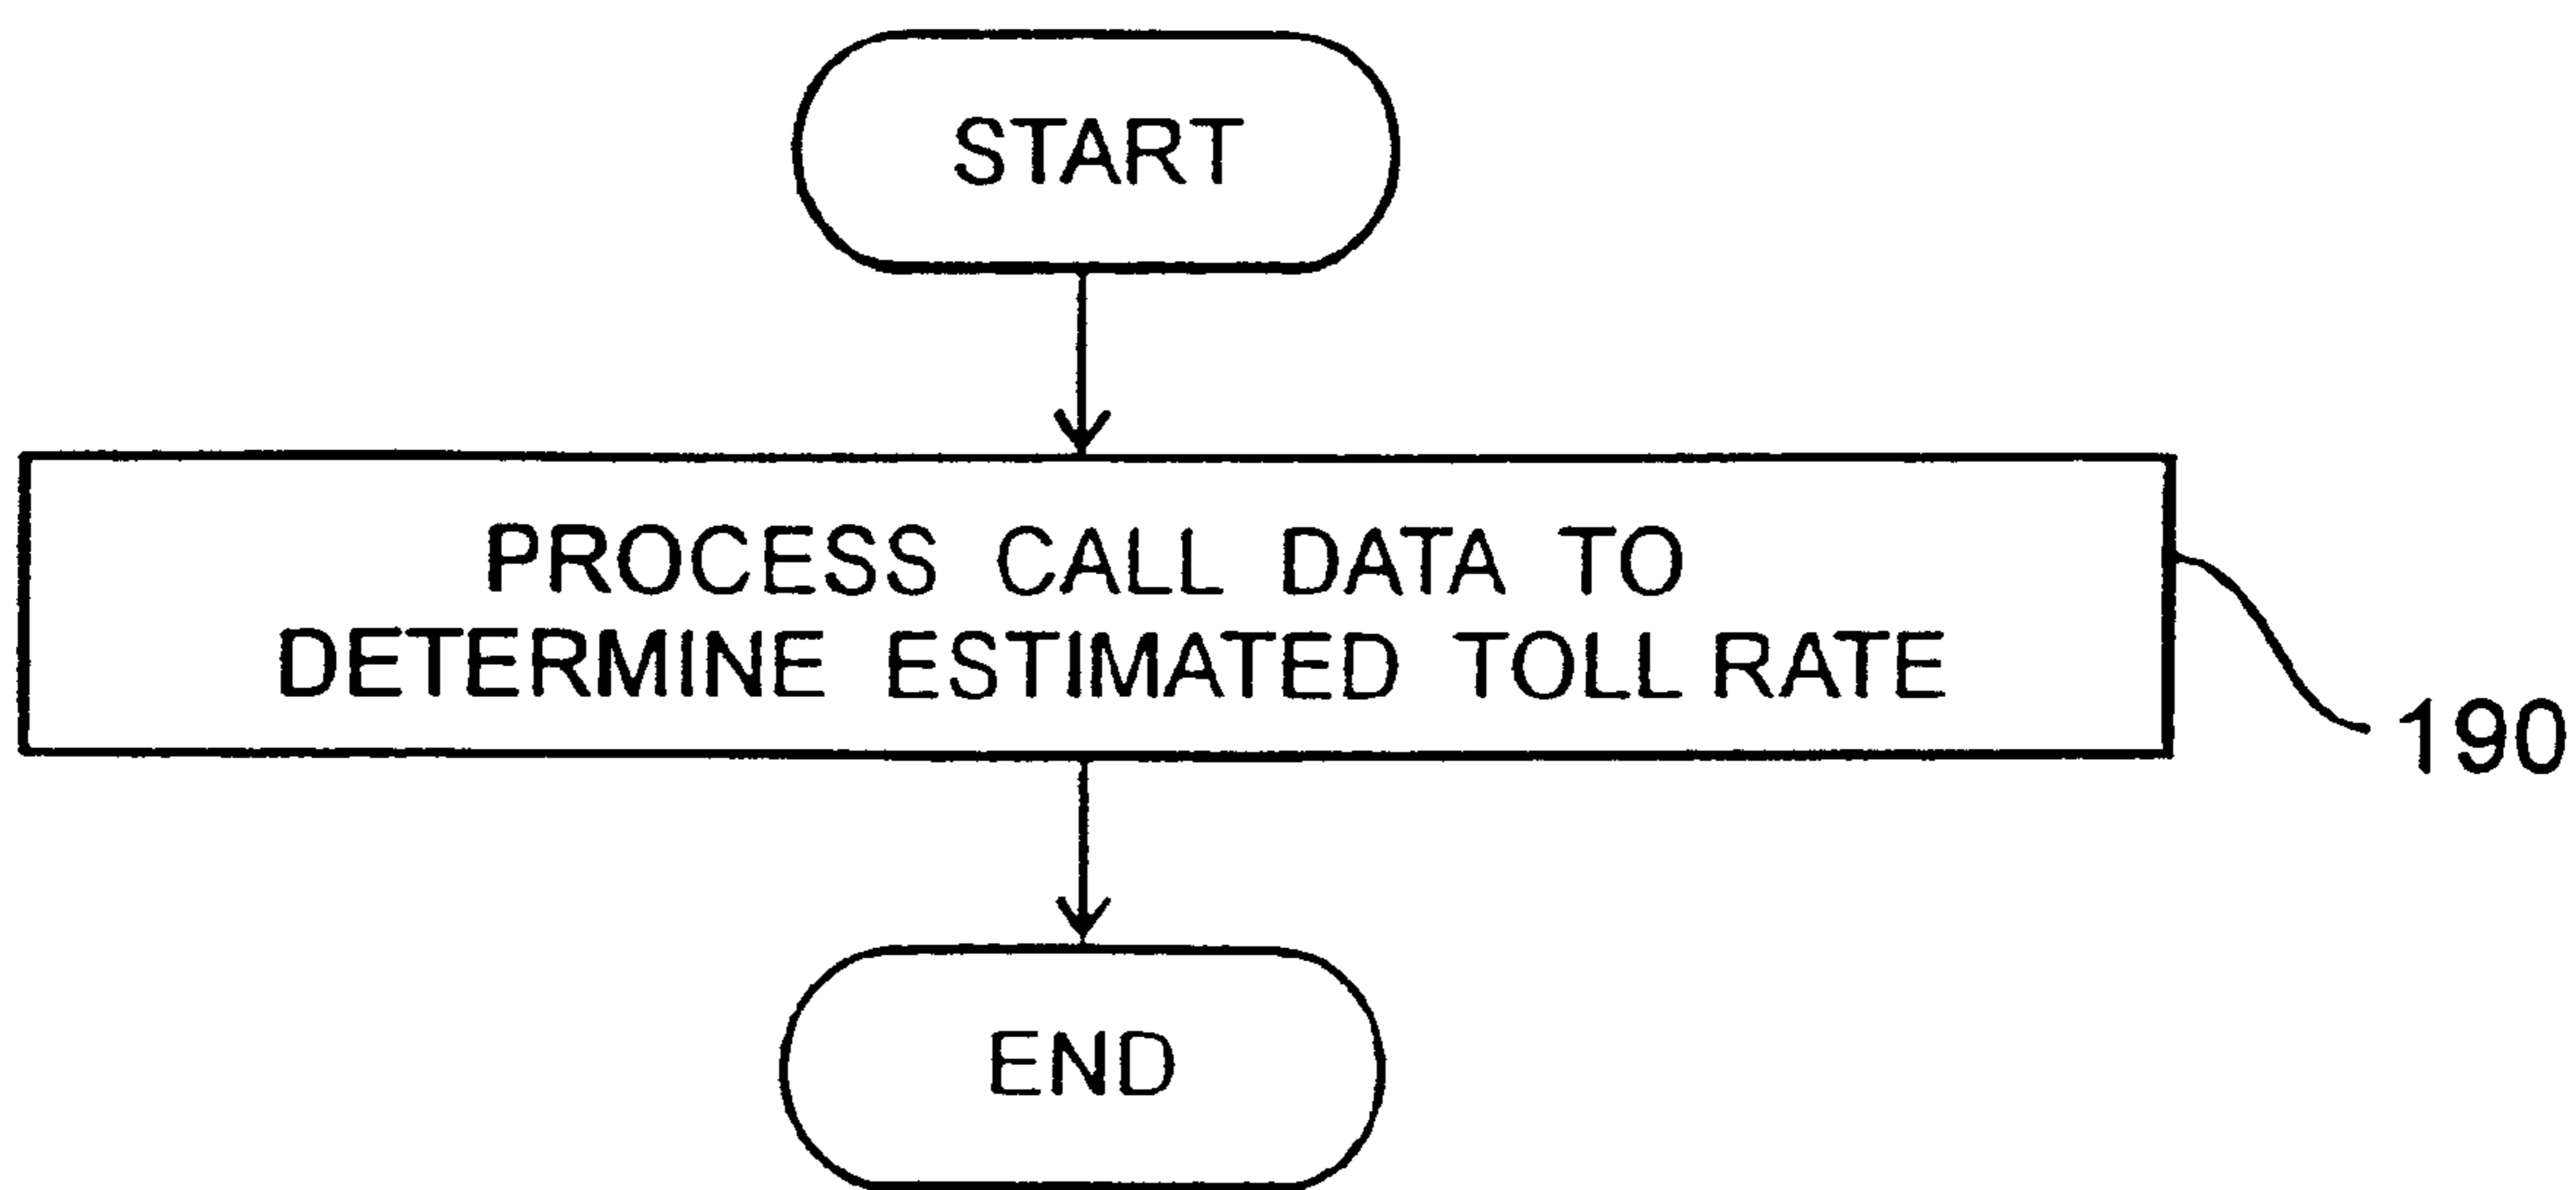 START
PROCESS CALL DATA TO
DETERMINE ESTIMATED TOLL RATE
190
END